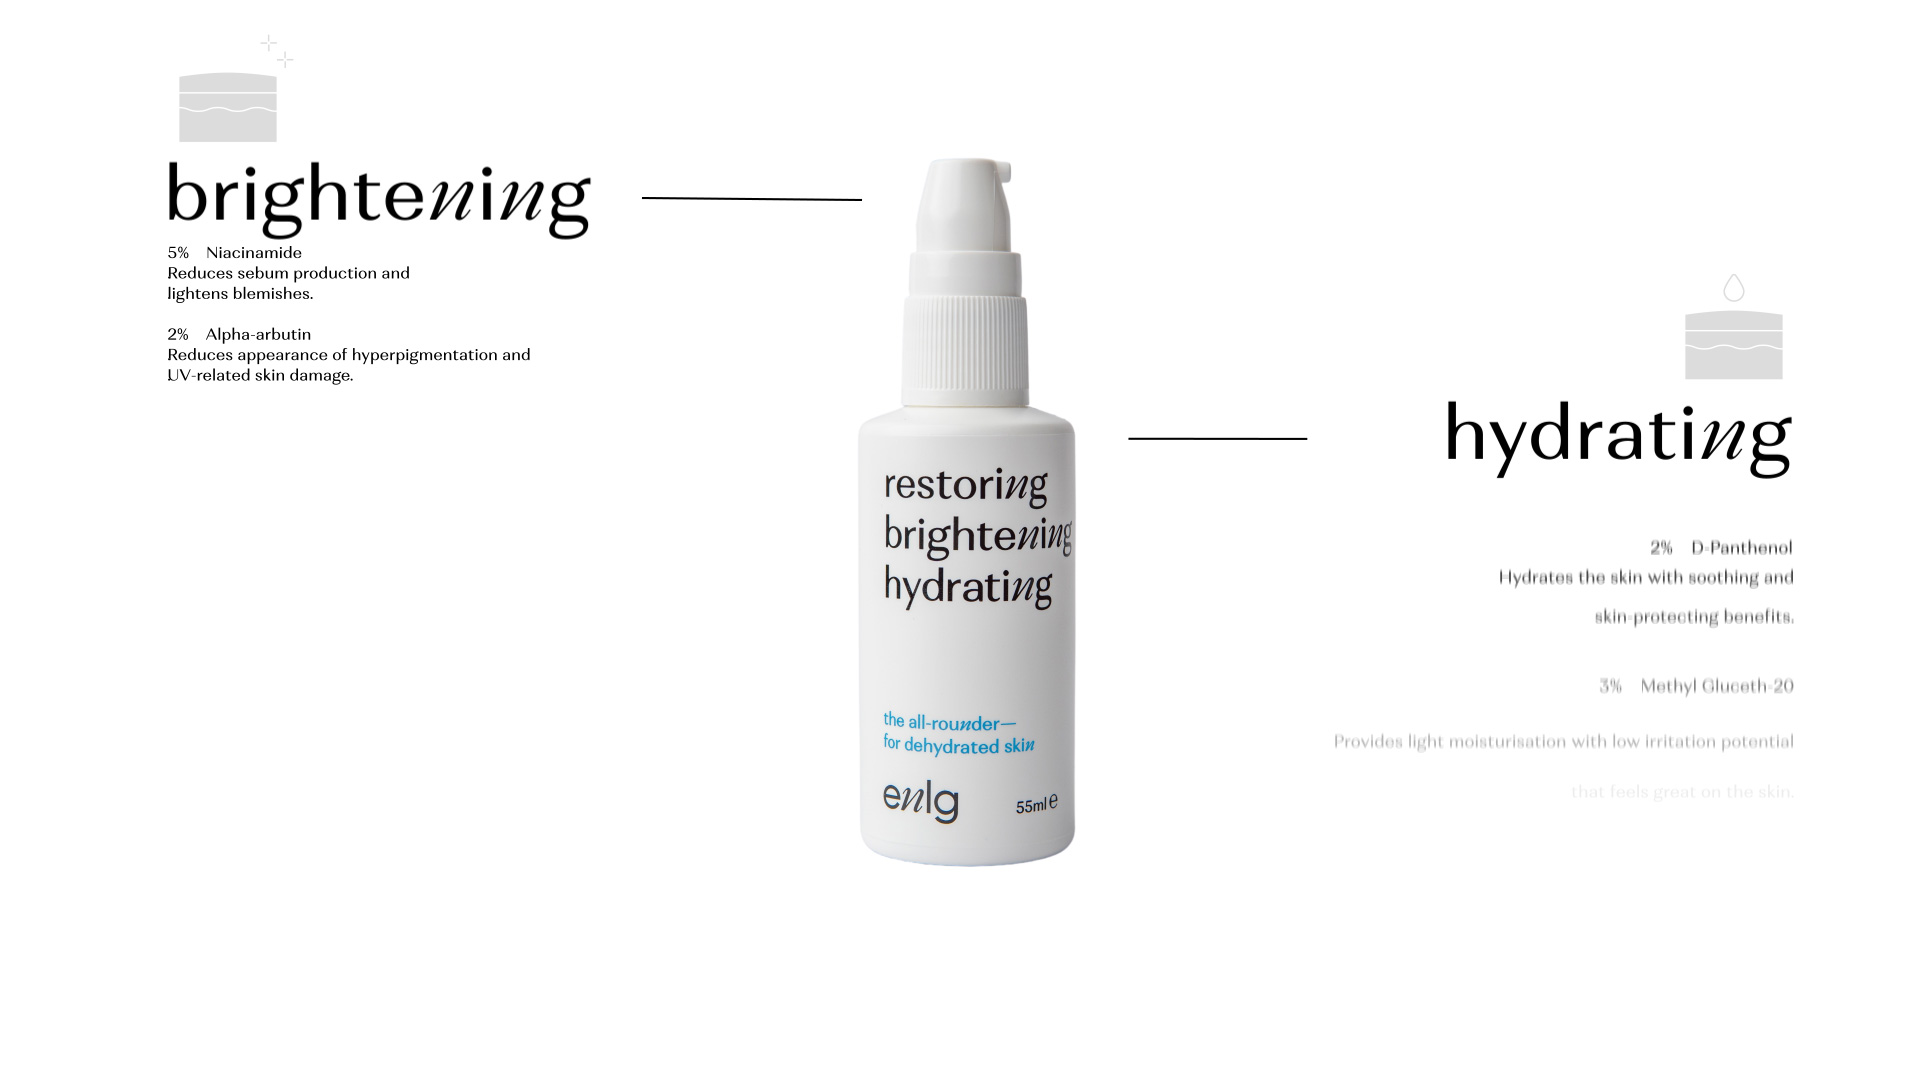 brightening
5% Niacinamide
Reduces sebum production and
lightens blemishes.
2% Alpha-arbutin
Reduces appearance of hyperpigmentation and
UV-related skin damage.
restoring
brightening
hydrating
the all-rounder—
for dehydrated skin
enlg
55ml ℮
hydrating
2% D-Panthenol
Hydrates the skin with soothing and
skin-protecting benefits.
3% Methyl Gluceth-20
Provides light moisturisation with low irritation potential
that feels great on the skin.